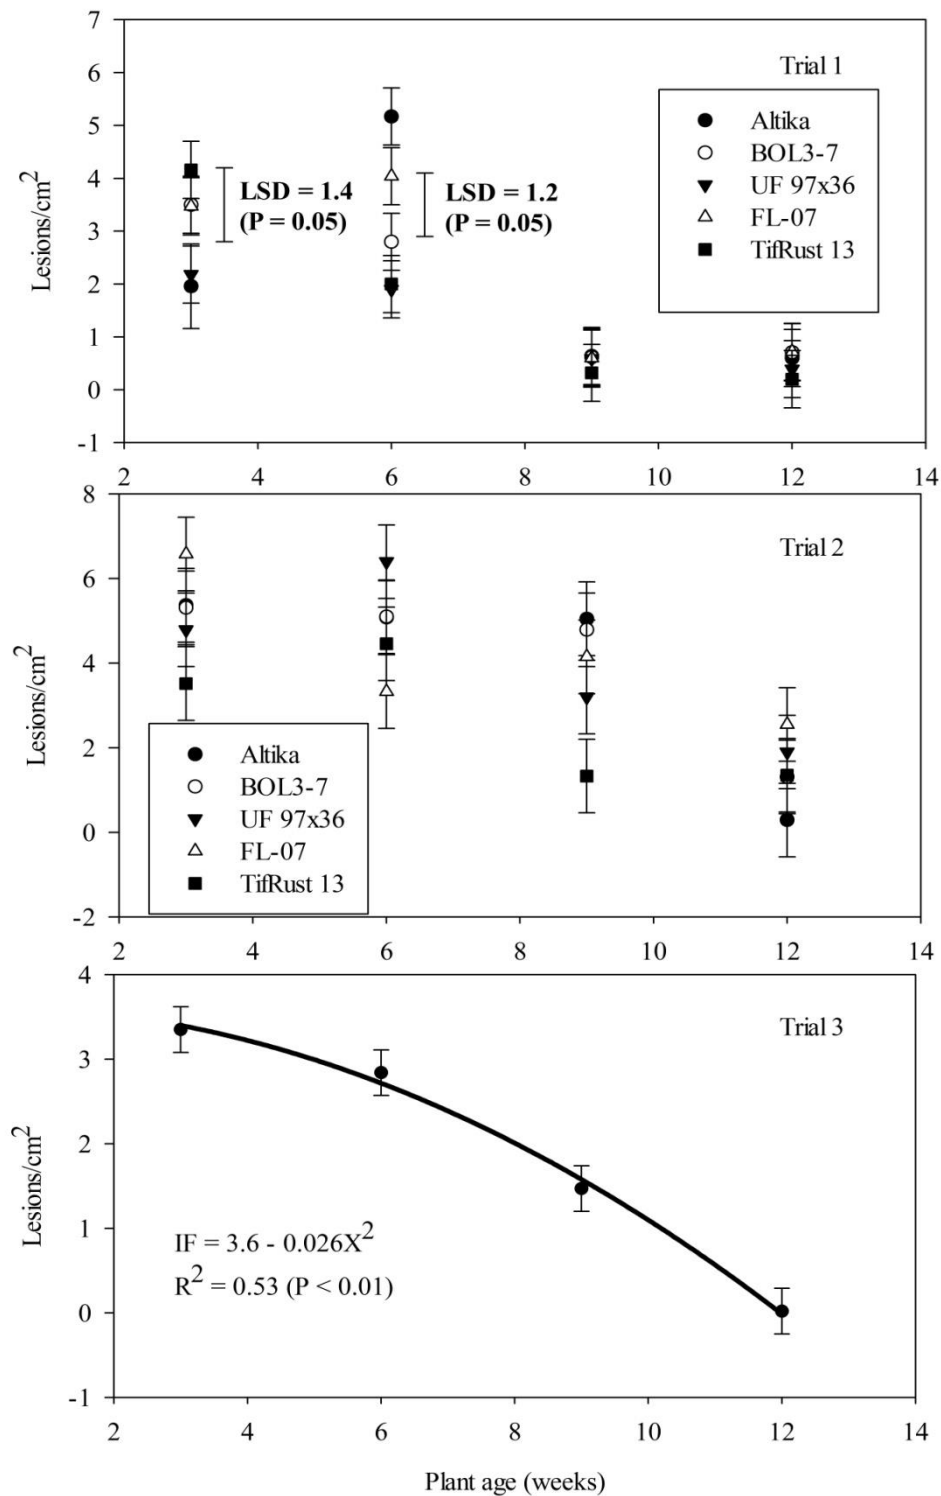 7
6
5
4
3
2
1
0
-1
Lesions/cm²
Trial 1
Altika
BOL3-7
UF 97x36
FL-07
TifRust 13
LSD = 1.4
(P = 0.05)
LSD = 1.2
(P = 0.05)
2 4 6 8 10 12 14
8
6
4
2
0
-2
Lesions/cm²
Trial 2
Altika
BOL3-7
UF 97x36
FL-07
TifRust 13
2 4 6 8 10 12 14
4
3
2
1
0
-1
Lesions/cm²
Trial 3
IF = 3.6 - 0.026X²
R² = 0.53 (P < 0.01)
2 4 6 8 10 12 14
Plant age (weeks)